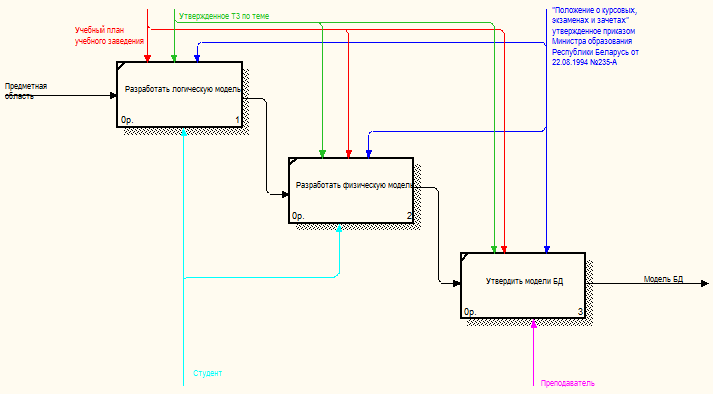 Утвержденное ТЗ по теме
Учебный план
учебного заведения
"Положение о курсовых,
экзаменах и зачетах"
утвержденное приказом
Министра образования
Республики Беларусь от
22.08.1994 №235-А
Предметная
область
Разработать логическую модель
0р.
1
Разработать физическую модель
0р.
2
Утвердить модели БД
0р.
3
Модель БД
Студент
Преподаватель